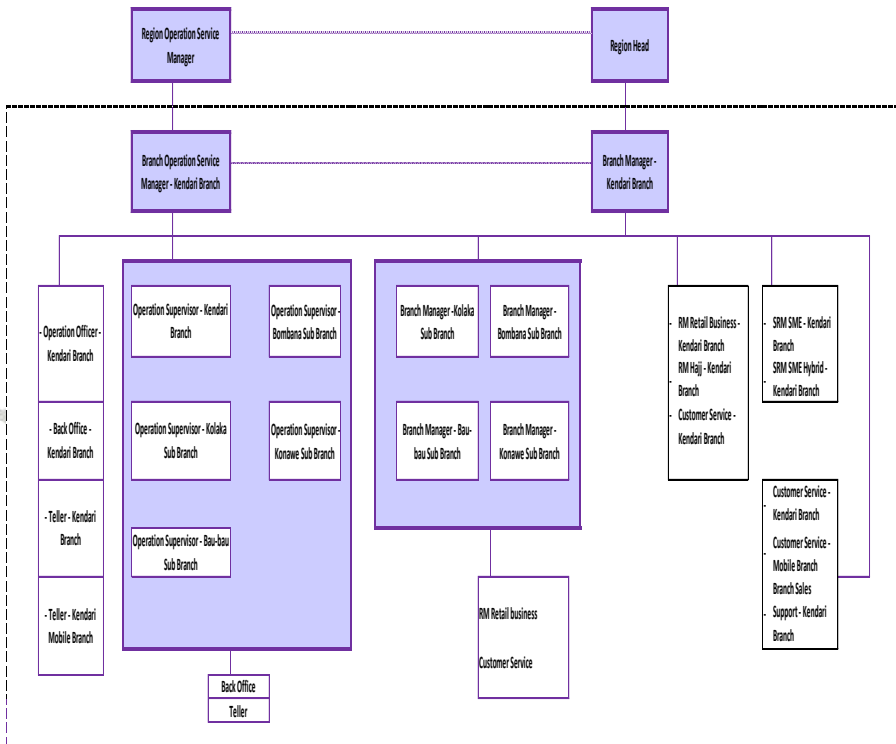 Region Operation Service
Manager
Region Head
Branch Operation Service
Manager - Kendari Branch
Branch Manager -
Kendari Branch
- Operation Officer -
Kendari Branch
- Back Office -
Kendari Branch
- Teller - Kendari
Branch
- Teller - Kendari
Mobile Branch
Operation Supervisor - Kendari
Branch
Operation Supervisor -
Bombana Sub Branch
Operation Supervisor - Kolaka
Sub Branch
Operation Supervisor -
Konawe Sub Branch
Operation Supervisor - Bau-bau
Sub Branch
Back Office
Teller
Branch Manager -Kolaka
Sub Branch
Branch Manager -
Bombana Sub Branch
Branch Manager - Bau-
bau Sub Branch
Branch Manager -
Konawe Sub Branch
RM Retail business
Customer Service
- RM Retail Business -
Kendari Branch
RM Hajj - Kendari
- Branch
- Customer Service -
Kendari Branch
- SRM SME - Kendari
Branch
SRM SME Hybrid -
- Kendari Branch
Customer Service -
- Kendari Branch
Customer Service -
- Mobile Branch
Branch Sales
- Support - Kendari
Branch